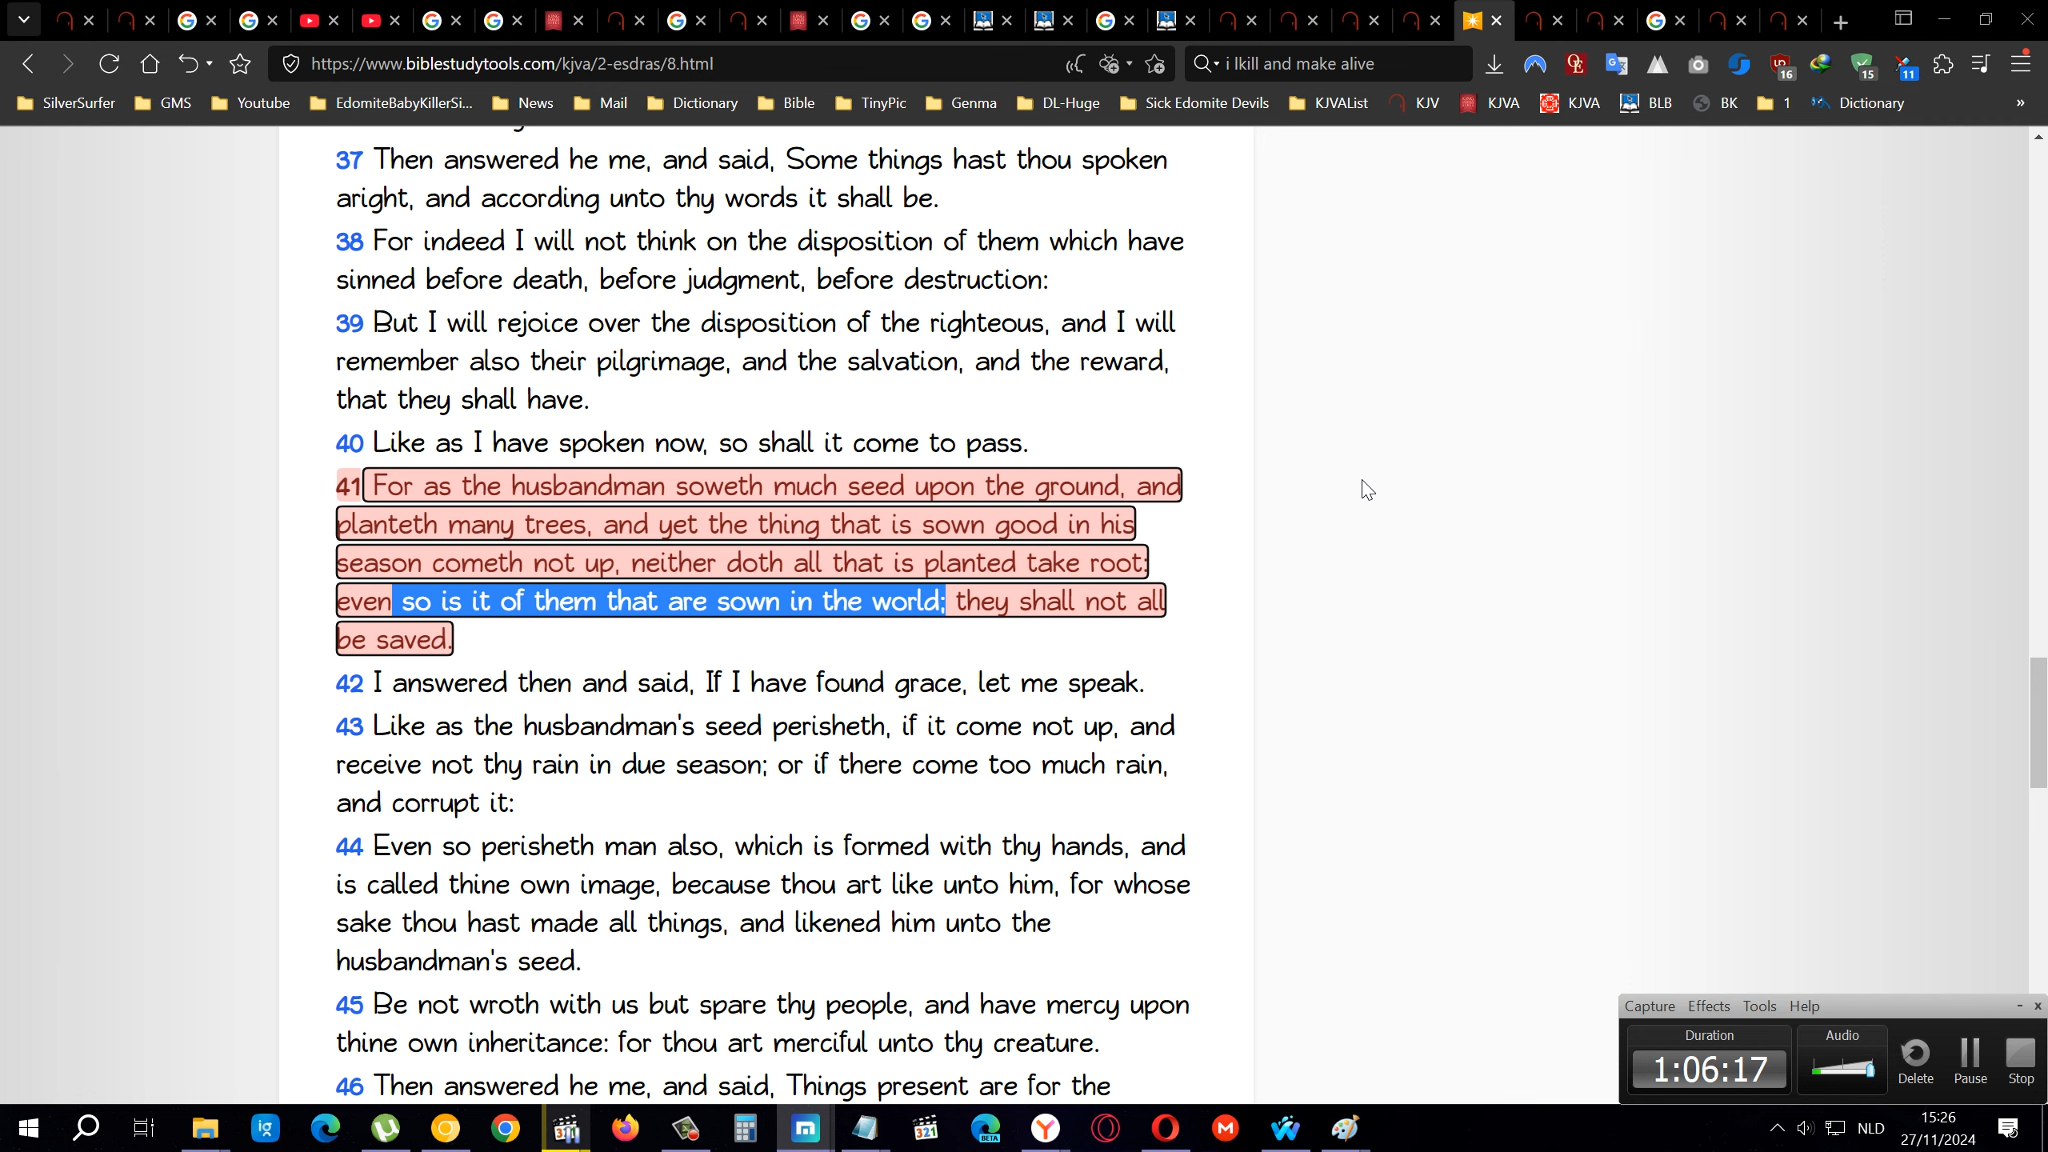 https://www.biblestudytools.com/kjva/2-esdras/8.html
i Ikill and make alive
16
15
11
SilverSurfer
GMS
Youtube
EdomiteBabyKillerSi...
News
Mail
Dictionary
Bible
TinyPic
Genma
DL-Huge
Sick Edomite Devils
KJVAList
KJV
KJVA
KJVA
BLB
BK
1
Dictionary
»
37 Then answered he me, and said, Some things hast thou spoken
aright, and according unto thy words it shall be.
38 For indeed I will not think on the disposition of them which have
sinned before death, before judgment, before destruction:
39 But I will rejoice over the disposition of the righteous, and I will
remember also their pilgrimage, and the salvation, and the reward,
that they shall have.
40 Like as I have spoken now, so shall it come to pass.
41 For as the husbandman soweth much seed upon the ground, and
planteth many trees, and yet the thing that is sown good in his
season cometh not up, neither doth all that is planted take root:
even so is it of them that are sown in the world; they shall not all
be saved.
42 I answered then and said, If I have found grace, let me speak.
43 Like as the husbandman's seed perisheth, if it come not up, and
receive not thy rain in due season; or if there come too much rain,
and corrupt it:
44 Even so perisheth man also, which is formed with thy hands, and
is called thine own image, because thou art like unto him, for whose
sake thou hast made all things, and likened him unto the
husbandman's seed.
45 Be not wroth with us but spare thy people, and have mercy upon
thine own inheritance: for thou art merciful unto thy creature.
46 Then answered he me, and said, Things present are for the
Capture Effects Tools Help
Duration
Audio
1:06:17
Delete
Pause
Stop
NLD
15:26
27/11/2024